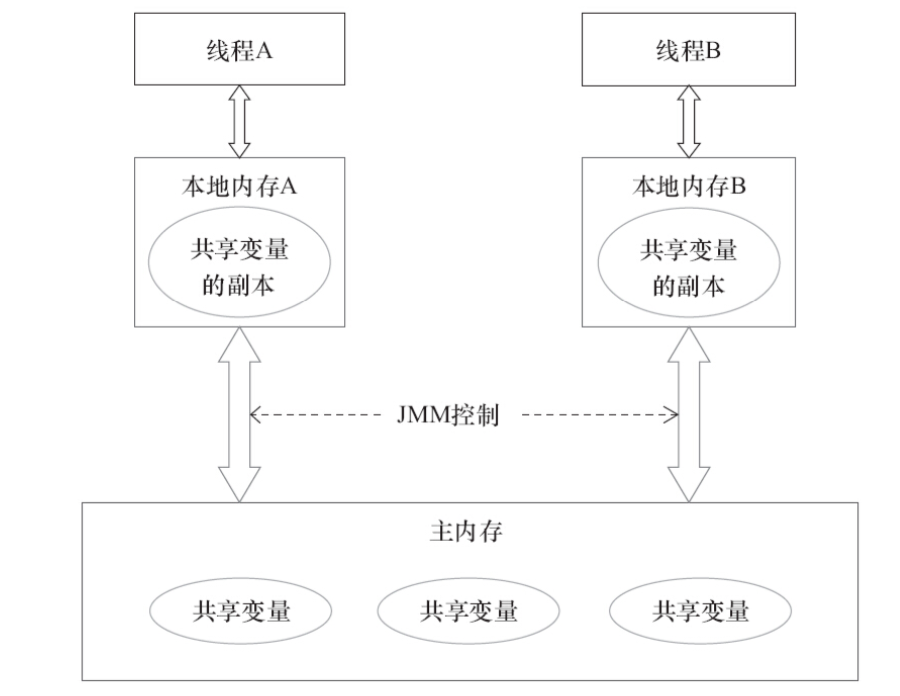 线程A
线程B
本地内存A
共享变量
的副本
本地内存B
共享变量
的副本
JMM控制
主内存
共享变量
共享变量
共享变量